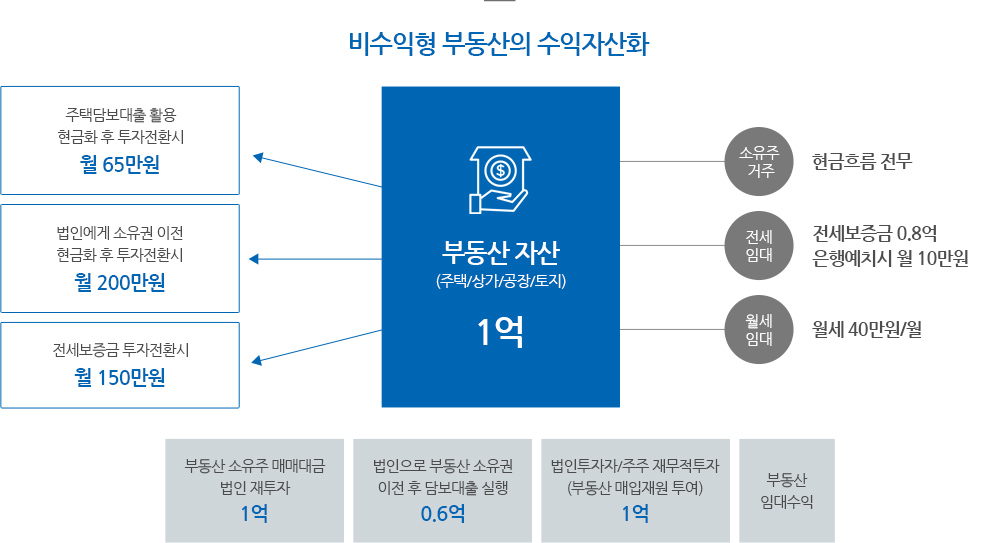 비수익형 부동산의 수익자산화
주택담보대출 활용
현금화 후 투자전환시
월 65만원
법인에게 소유권 이전
현금화 후 투자전환시
월 200만원
전세보증금 투자전환시
월 150만원
부동산 자산
(주택/상가/공장/토지)
1억
소유주
거주
현금흐름 전무
전세
임대
전세보증금 0.8억
은행예치시 월 10만원
월세
임대
월세 40만원/월
부동산 소유주 매매대금
법인 재투자
1억
법인으로 부동산 소유권
이전 후 담보대출 실행
0.6억
법인투자자/주주 재무적투자
(부동산 매입재원 투여)
1억
부동산
임대수익